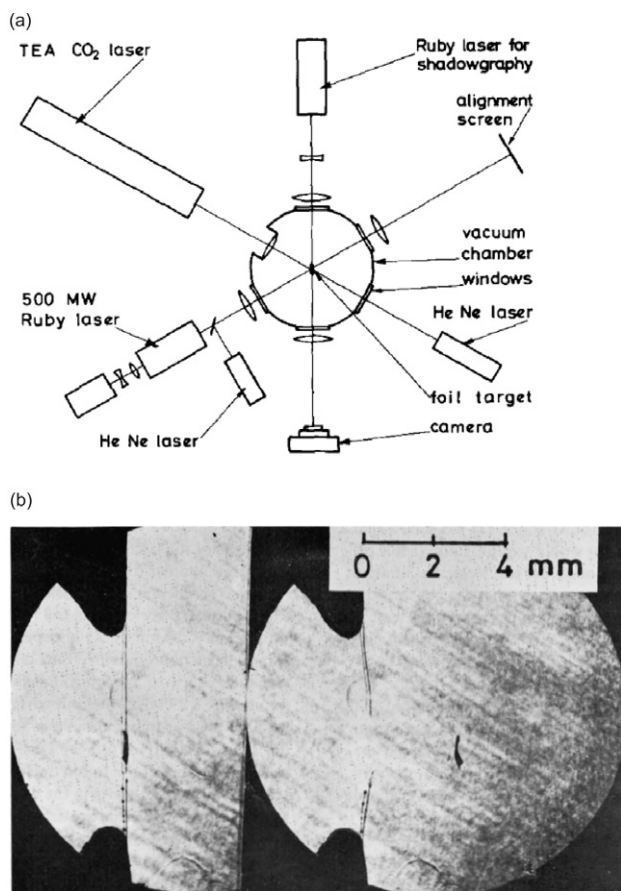 (a)
TEA CO₂ laser
Ruby laser for
shadowgraphy
alignment
screen
vacuum
chamber
windows
500 MW
Ruby laser
He Ne laser
He Ne laser
foil target
camera
(b)
0 2 4 mm